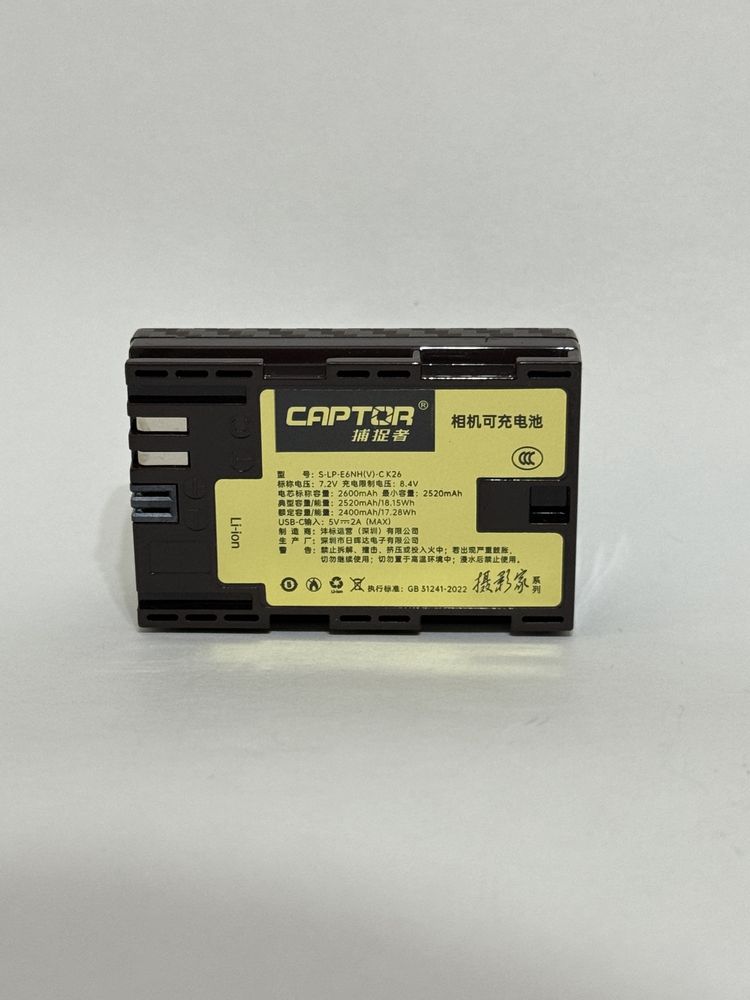 CAPTOR®
捕捉者
相机可充电池
CCC
型 号：S-LP-E6NH(V)-C K26
标称电压：7.2V 充电限制电压：8.4V
电芯标称容量：2600mAh 最小容量：2520mAh
典型容量/能量：2520mAh/18.15Wh
额定容量/能量：2400mAh/17.28Wh
USB-C输入：5V⎓2A (MAX)
制 造 商：沣标运营（深圳）有限公司
生 产 厂：深圳市日晖达电子有限公司
警 告：禁止拆解、撞击、挤压或投入火中；若出现严重鼓胀，
切勿继续使用；切勿置于高温环境中；浸水后禁止使用！
Li-Ion
Li-ion
执行标准：GB 31241-2022
摄影家 系列